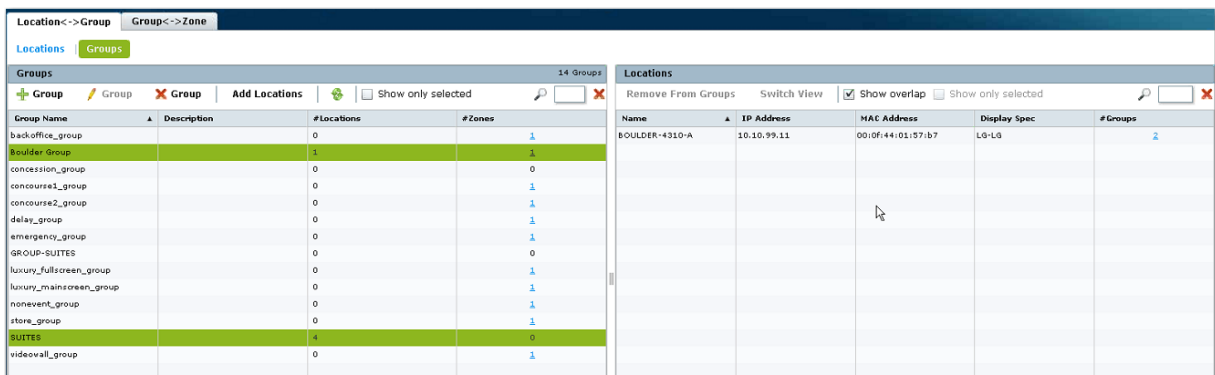 Location<->Group Group<->Zone
Locations Groups
Groups 14 Groups
Group Group Group Add Locations Show only selected
Group Name Description #Locations #Zones
backoffice_group 0 1
Boulder Group 1 1
concession_group 0 0
concourse1_group 0 1
concourse2_group 0 1
delay_group 0 1
emergency_group 0 1
GROUP-SUITES 0 0
luxury_fullscreen_group 0 1
luxury_mainscreen_group 0 1
nonevent_group 0 1
store_group 0 1
SUITES 4 0
videowall_group 0 1
Locations
Remove From Groups Switch View Show overlap Show only selected
Name IP Address MAC Address Display Spec #Groups
BOULDER-4310-A 10.10.99.11 00:0f:44:01:57:b7 LG-LG 2